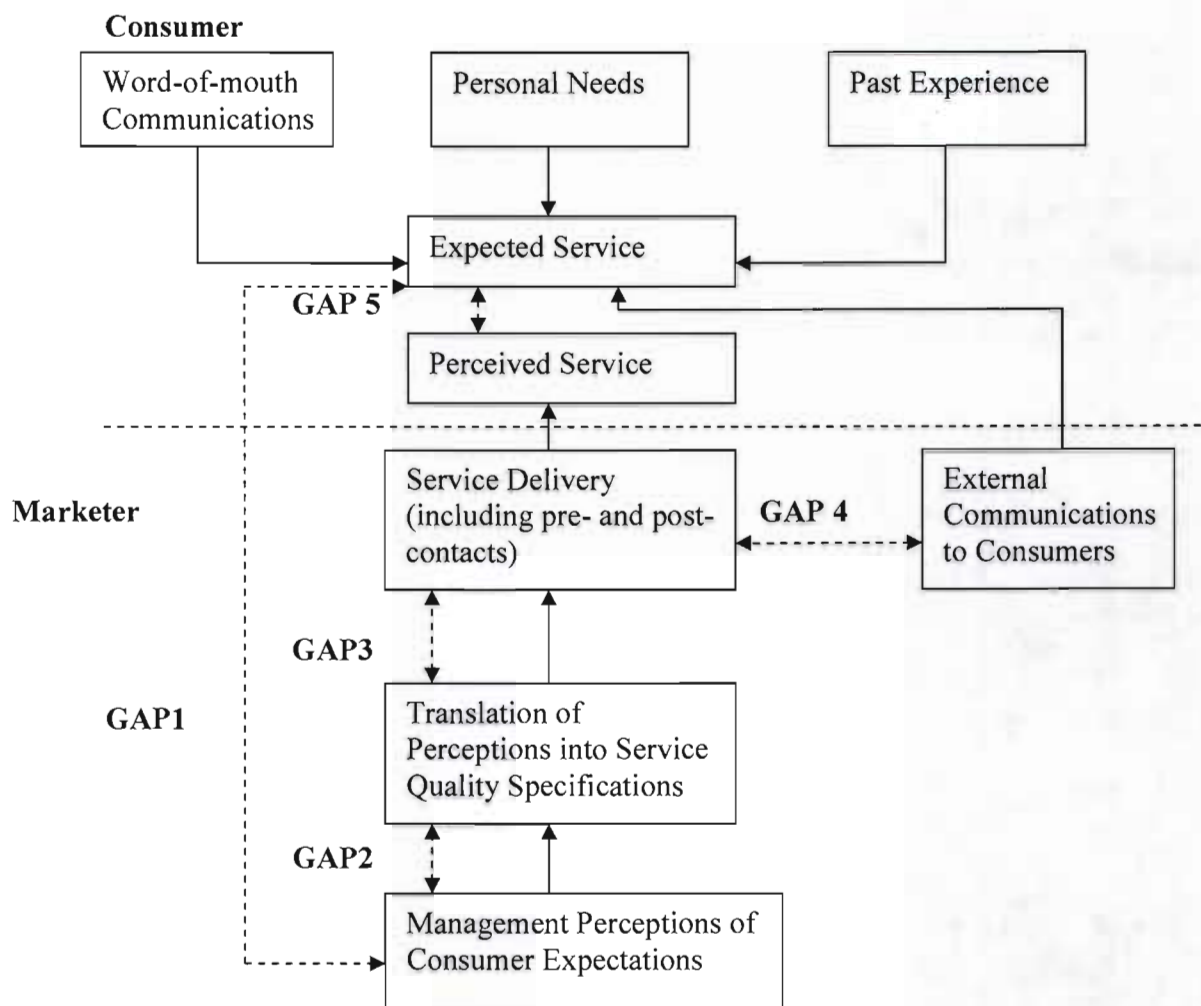 Consumer
Word-of-mouth
Communications
Personal Needs
Past Experience
Expected Service
GAP 5
Perceived Service
Marketer
Service Delivery
(including pre- and post-
contacts)
GAP 4
External
Communications
to Consumers
GAP3
GAP1
Translation of
Perceptions into Service
Quality Specifications
GAP2
Management Perceptions of
Consumer Expectations